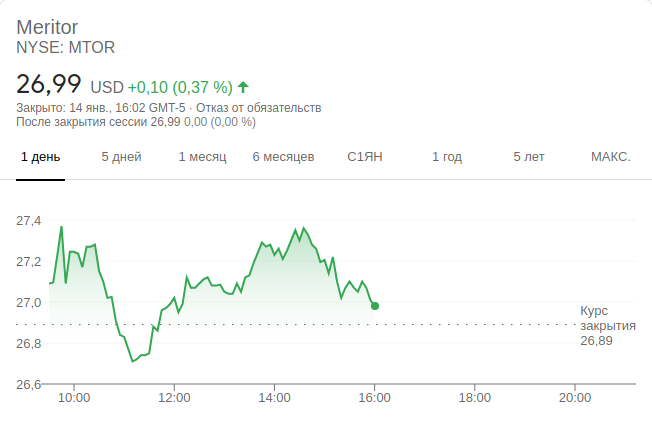 Meritor
NYSE: MTOR
26,99 USD +0,10 (0,37 %)
Закрыто: 14 янв., 16:02 GMT-5 · Отказ от обязательств
После закрытия сессии 26,99 0,00 (0,00 %)
1 день 5 дней 1 месяц 6 месяцев С1ЯН 1 год 5 лет МАКС.
27,4
27,2
27,0
Курс
закрытия
26,89
26,8
26,6
10:00 12:00 14:00 16:00 18:00 20:00